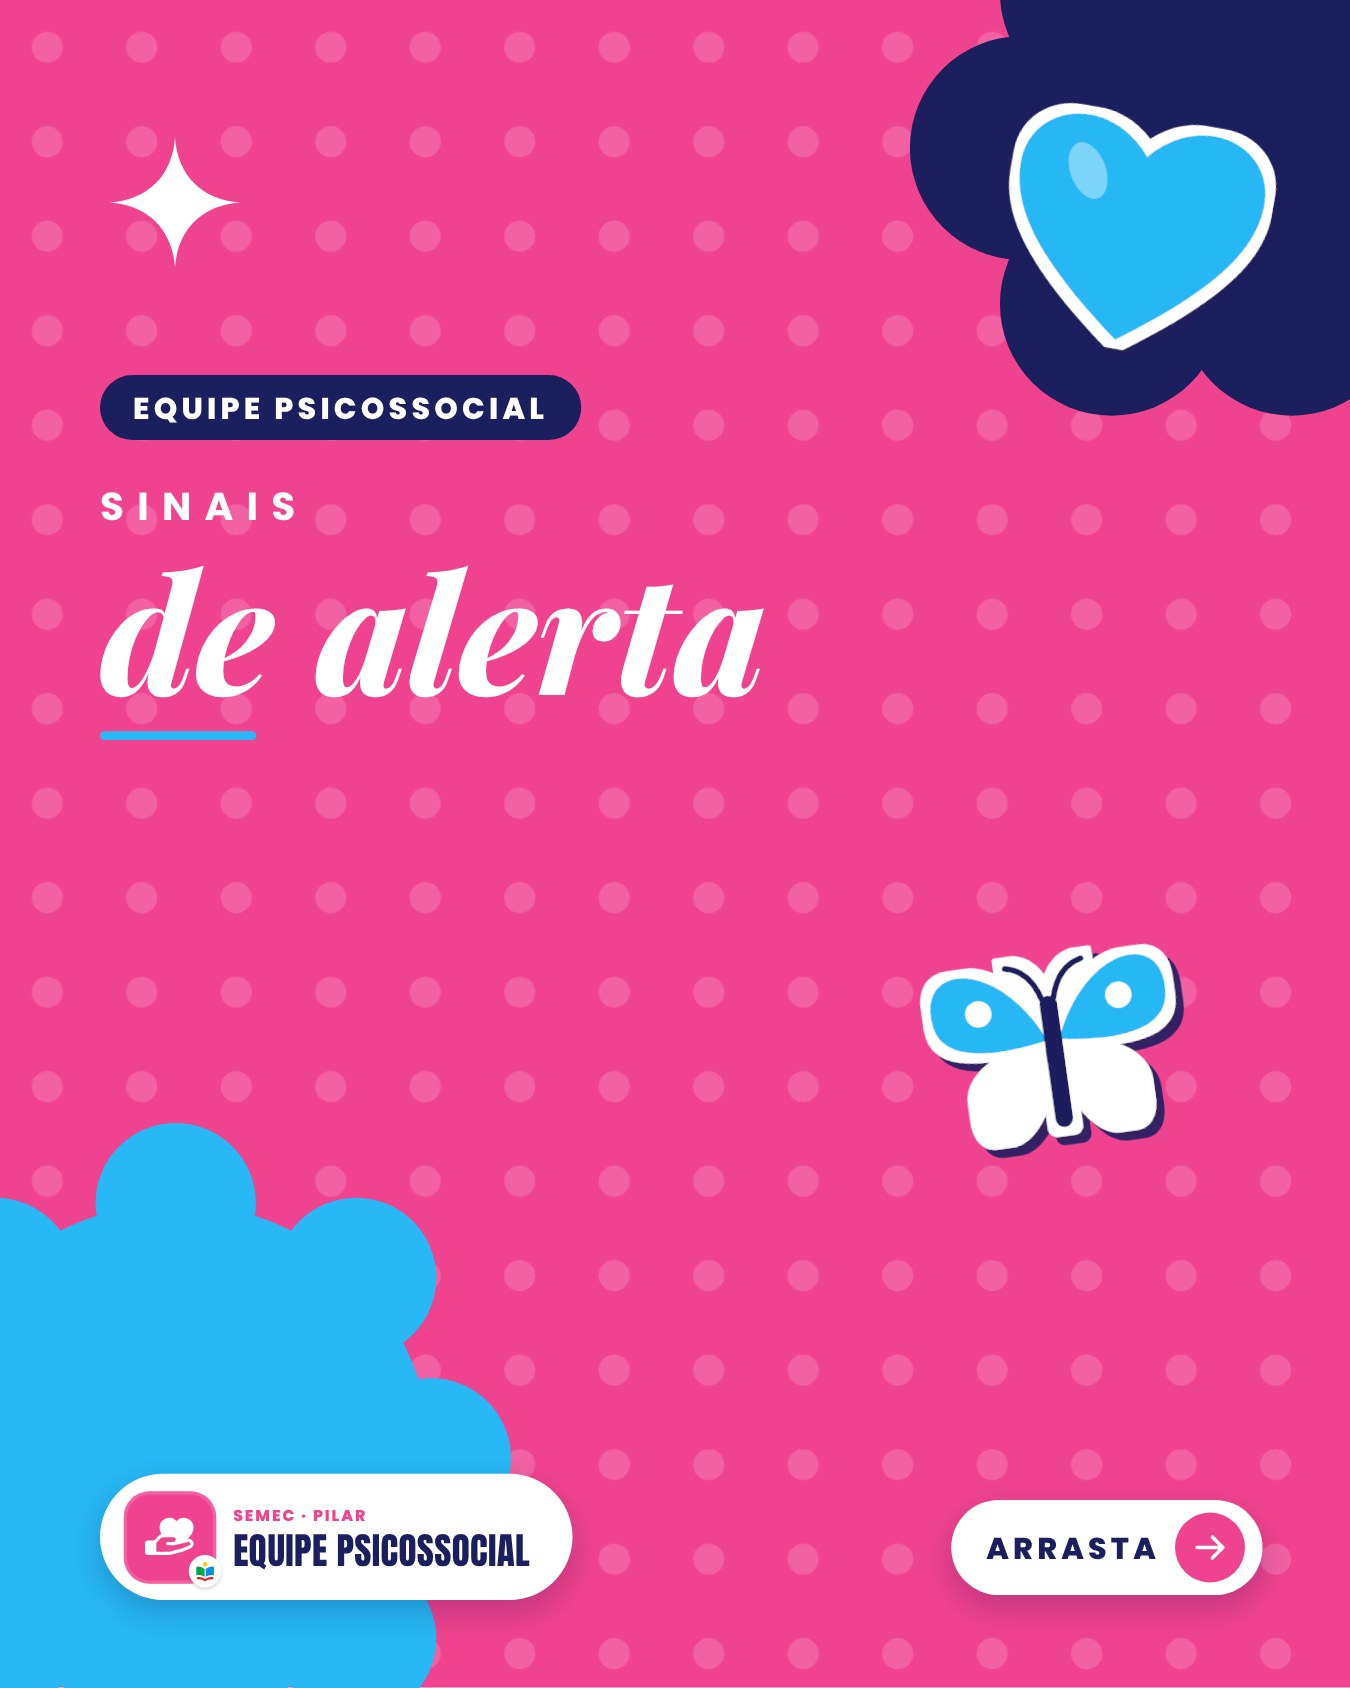 EQUIPE PSICOSSOCIAL
SINAIS
de alerta
SEMEC · PILAR
EQUIPE PSICOSSOCIAL
ARRASTA